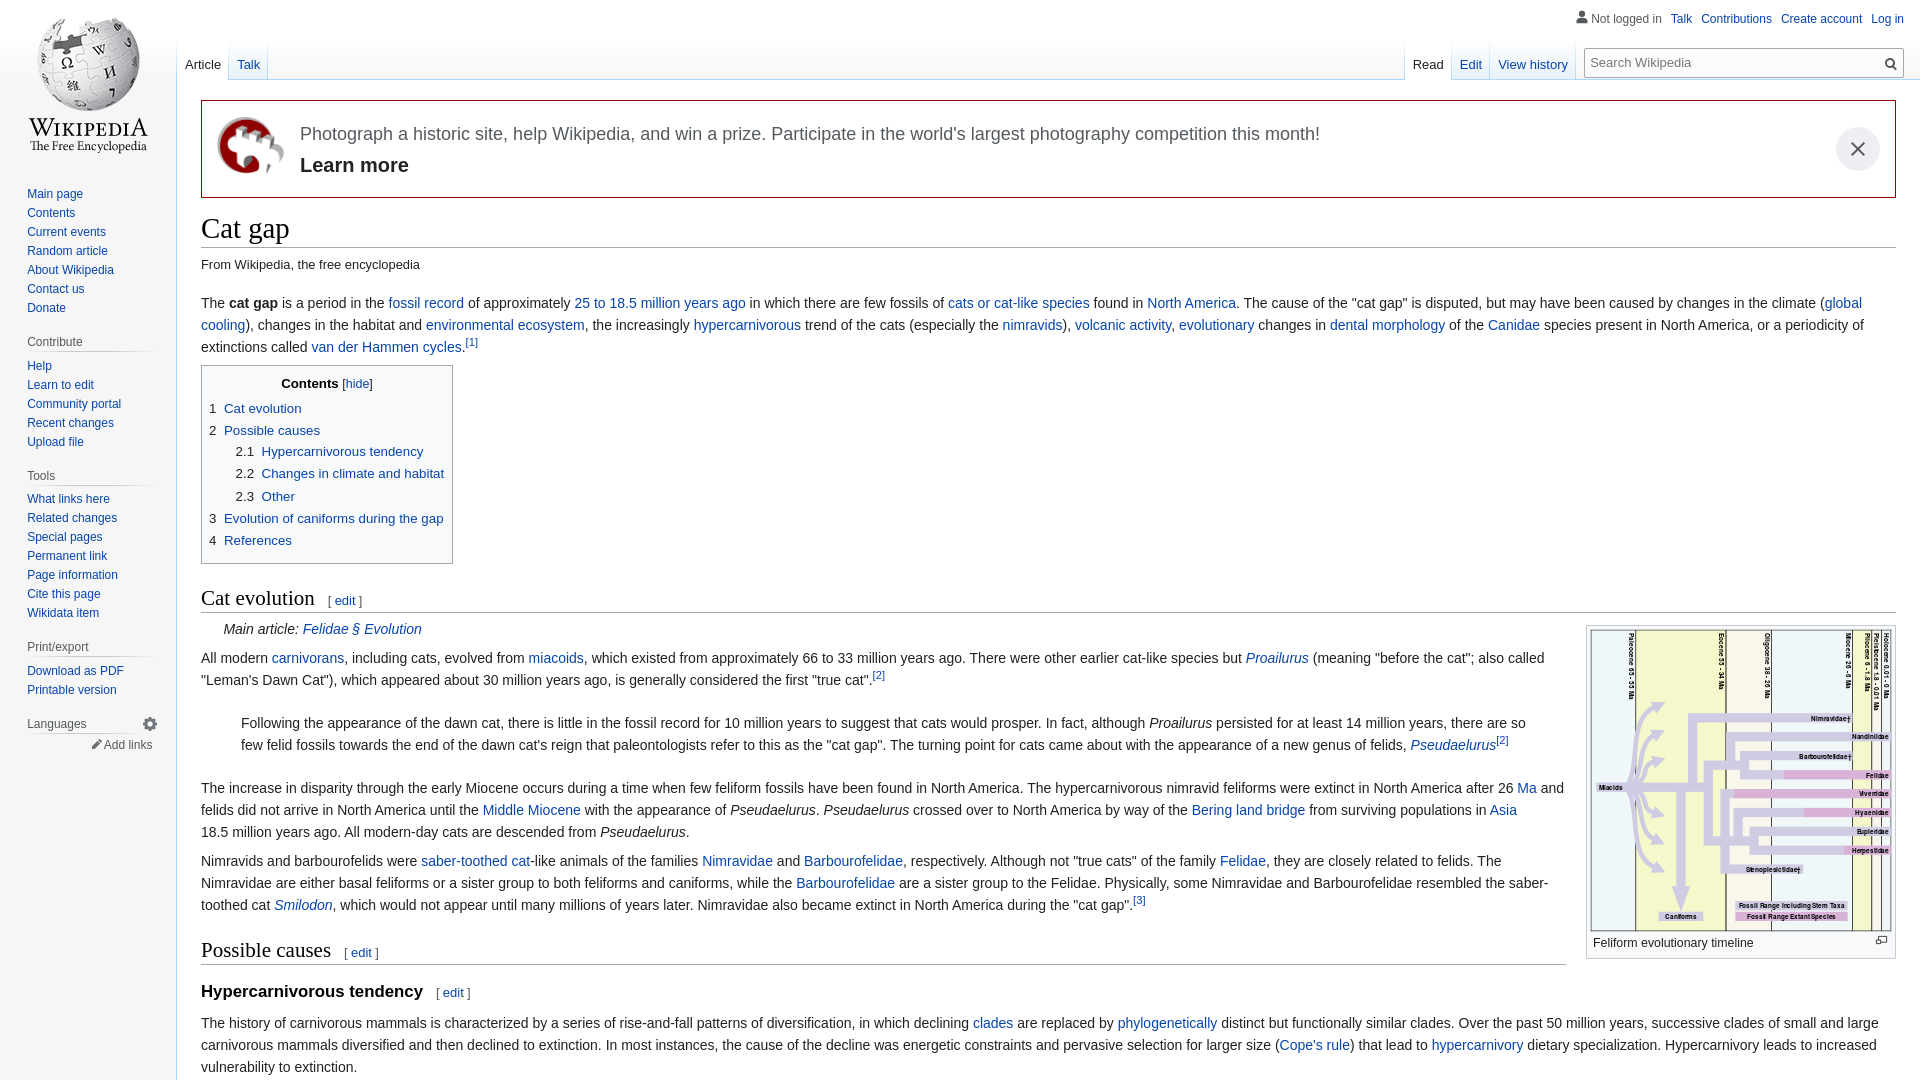 Not logged in Talk Contributions Create account Log in
Article Talk Read Edit View history Search Wikipedia
WIKIPEDIA
The Free Encyclopedia
Main page
Contents
Current events
Random article
About Wikipedia
Contact us
Donate
Contribute
Help
Learn to edit
Community portal
Recent changes
Upload file
Tools
What links here
Related changes
Special pages
Permanent link
Page information
Cite this page
Wikidata item
Print/export
Download as PDF
Printable version
Languages
Add links
Photograph a historic site, help Wikipedia, and win a prize. Participate in the world's largest photography competition this month!
Learn more
Cat gap
From Wikipedia, the free encyclopedia
The cat gap is a period in the fossil record of approximately 25 to 18.5 million years ago in which there are few fossils of cats or cat-like species found in North America. The cause of the "cat gap" is disputed, but may have been caused by changes in the climate (global
cooling), changes in the habitat and environmental ecosystem, the increasingly hypercarnivorous trend of the cats (especially the nimravids), volcanic activity, evolutionary changes in dental morphology of the Canidae species present in North America, or a periodicity of
extinctions called van der Hammen cycles.[1]
Contents [hide]
1 Cat evolution
2 Possible causes
2.1 Hypercarnivorous tendency
2.2 Changes in climate and habitat
2.3 Other
3 Evolution of caniforms during the gap
4 References
Cat evolution [ edit ]
Main article: Felidae § Evolution
All modern carnivorans, including cats, evolved from miacoids, which existed from approximately 66 to 33 million years ago. There were other earlier cat-like species but Proailurus (meaning "before the cat"; also called
"Leman's Dawn Cat"), which appeared about 30 million years ago, is generally considered the first "true cat".[2]
Following the appearance of the dawn cat, there is little in the fossil record for 10 million years to suggest that cats would prosper. In fact, although Proailurus persisted for at least 14 million years, there are so
few felid fossils towards the end of the dawn cat's reign that paleontologists refer to this as the "cat gap". The turning point for cats came about with the appearance of a new genus of felids, Pseudaelurus[2]
The increase in disparity through the early Miocene occurs during a time when few feliform fossils have been found in North America. The hypercarnivorous nimravid feliforms were extinct in North America after 26 Ma and
felids did not arrive in North America until the Middle Miocene with the appearance of Pseudaelurus. Pseudaelurus crossed over to North America by way of the Bering land bridge from surviving populations in Asia
18.5 million years ago. All modern-day cats are descended from Pseudaelurus.
Nimravids and barbourofelids were saber-toothed cat-like animals of the families Nimravidae and Barbourofelidae, respectively. Although not "true cats" of the family Felidae, they are closely related to felids. The
Nimravidae are either basal feliforms or a sister group to both feliforms and caniforms, while the Barbourofelidae are a sister group to the Felidae. Physically, some Nimravidae and Barbourofelidae resembled the saber-
toothed cat Smilodon, which would not appear until many millions of years later. Nimravidae also became extinct in North America during the "cat gap".[3]
Paleocene 65 - 55 Ma
Eocene 55 - 34 Ma
Oligocene 38 - 26 Ma
Miocene 26 - 6 Ma
Pliocene 6 - 1.8 Ma
Pleistocene 1.8 - 0.01 Ma
Holocene 0.01 - 0 Ma
Nimravidae†
Nandiniidae
Barbourofelidae†
Felidae
Miacids
Viverridae
Hyaenidae
Eupleridae
Herpestidae
Stenoplesictidae†
Fossil Range Including Stem Taxa
Caniforms
Fossil Range Extant Species
Feliform evolutionary timeline
Possible causes [ edit ]
Hypercarnivorous tendency [ edit ]
The history of carnivorous mammals is characterized by a series of rise-and-fall patterns of diversification, in which declining clades are replaced by phylogenetically distinct but functionally similar clades. Over the past 50 million years, successive clades of small and large
carnivorous mammals diversified and then declined to extinction. In most instances, the cause of the decline was energetic constraints and pervasive selection for larger size (Cope's rule) that lead to hypercarnivory dietary specialization. Hypercarnivory leads to increased
vulnerability to extinction.